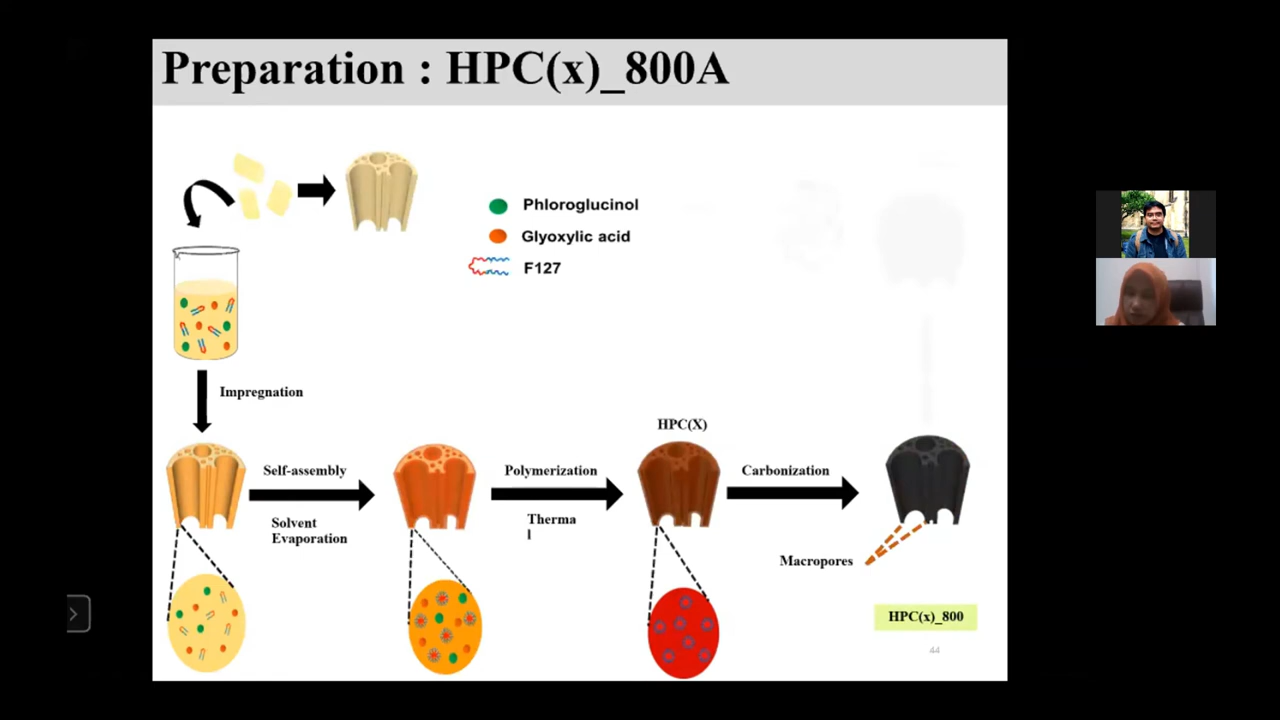 Preparation : HPC(x)_800A
Phloroglucinol
Glyoxylic acid
F127
Impregnation
HPC(X)
Self-assembly
Polymerization
Carbonization
Solvent
Evaporation
Therma
l
Macropores
HPC(x)_800
44